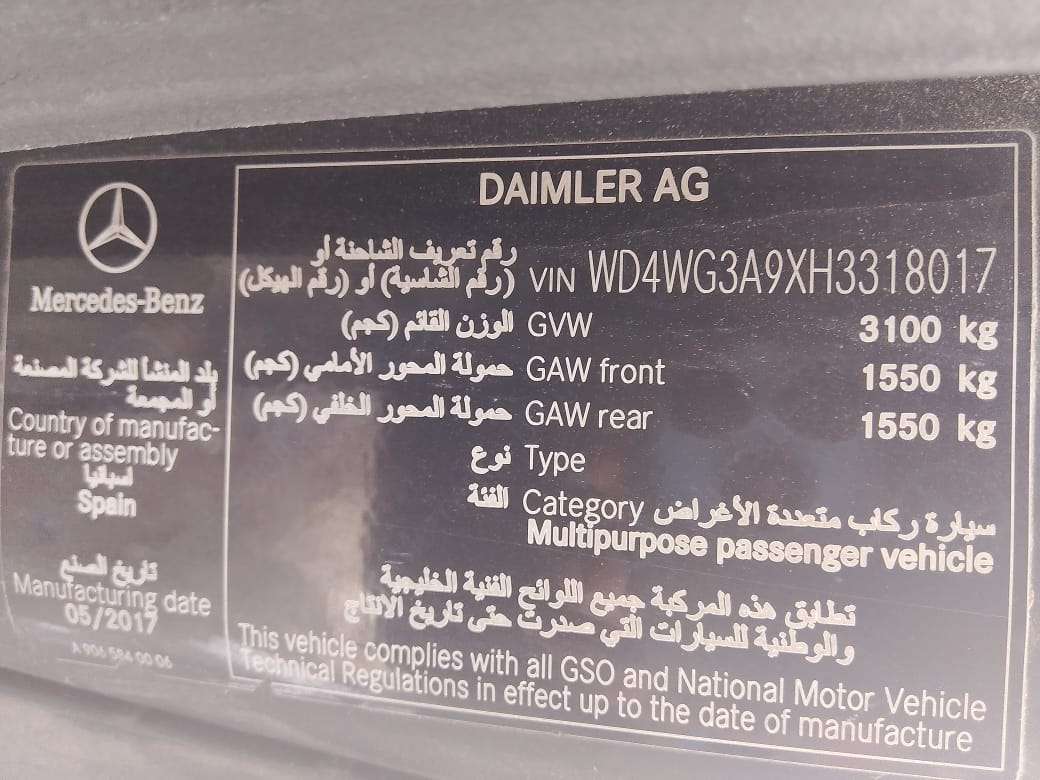 Mercedes-Benz
بلد المنشأ للشركة المصنعة
أو المجمعة
Country of manufac-
ture or assembly
اسبانيا
Spain
تاريخ الصنع
Manufacturing date
05/2017
A 906 584 00 06
DAIMLER AG
رقم تعريف الشاحنة أو
(رقم الشاسية) أو (رقم الهيكل) VIN WD4WG3A9XH3318017
الوزن القائم (كجم) GVW 3100 kg
حمولة المحور الأمامي (كجم) GAW front 1550 kg
حمولة المحور الخلفي (كجم) GAW rear 1550 kg
نوع Type
الفئة Category سيارة ركاب متعددة الأغراض
Multipurpose passenger vehicle
تطابق هذه المركبة جميع اللوائح الفنية الخليجية
والوطنية للسيارات التي صدرت حتى تاريخ الانتاج
This vehicle complies with all GSO and National Motor Vehicle
Technical Regulations in effect up to the date of manufacture